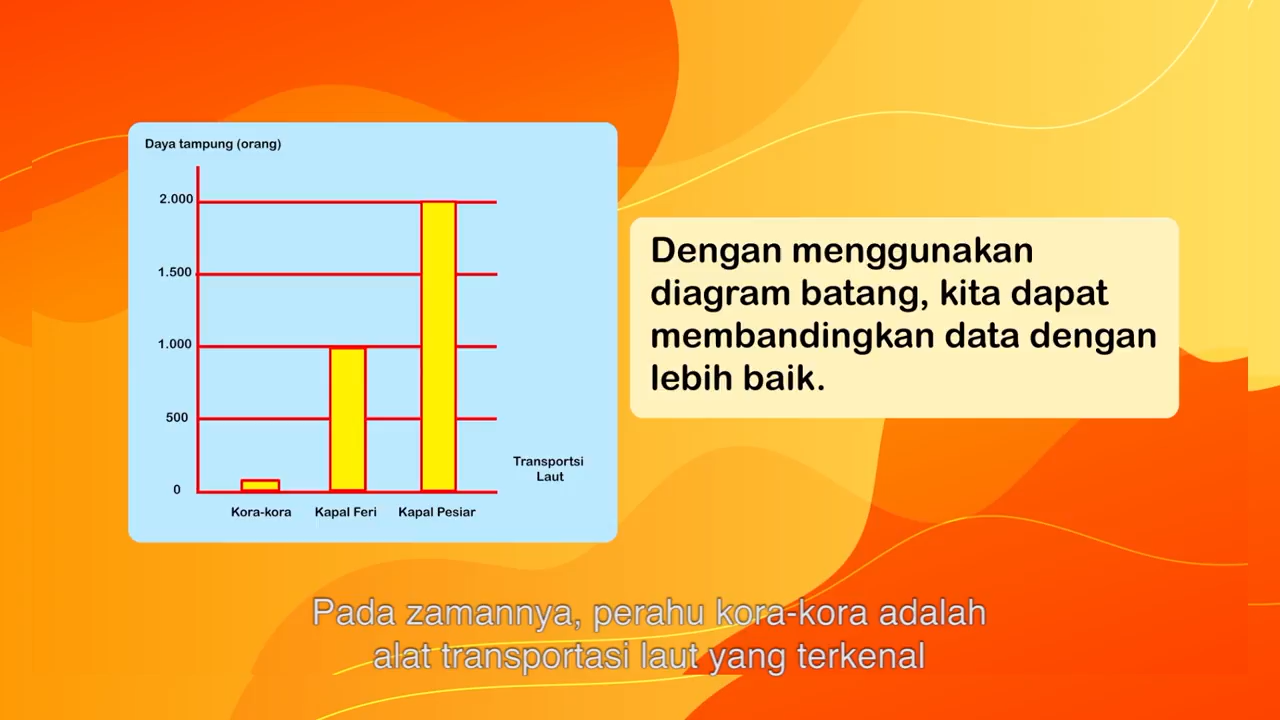 Daya tampung (orang)
2.000
1.500
1.000
500
0
Kora-kora
Kapal Feri
Kapal Pesiar
Transportsi
Laut
Dengan menggunakan
diagram batang, kita dapat
membandingkan data dengan
lebih baik.
Pada zamannya, perahu kora-kora adalah
alat transportasi laut yang terkenal